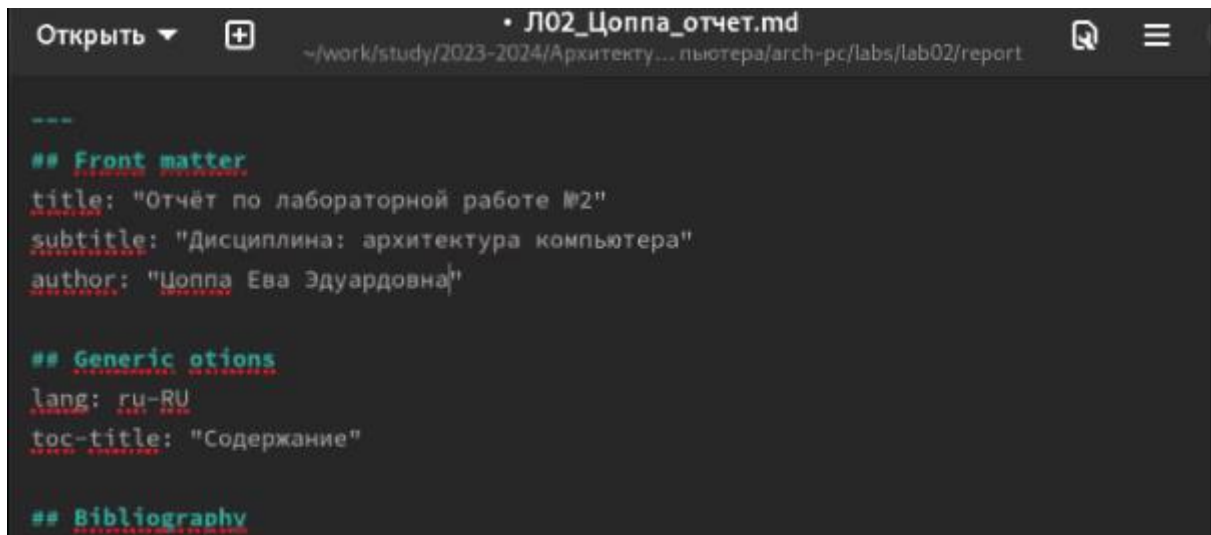 Открыть
• Л02_Цоппа_отчет.md
~/work/study/2023-2024/Архитекту... пьютера/arch-pc/labs/lab02/report
---
## Front matter
title: "Отчёт по лабораторной работе №2"
subtitle: "Дисциплина: архитектура компьютера"
author: "Цоппа Ева Эдуардовна"
## Generic otions
lang: ru-RU
toc-title: "Содержание"
## Bibliography